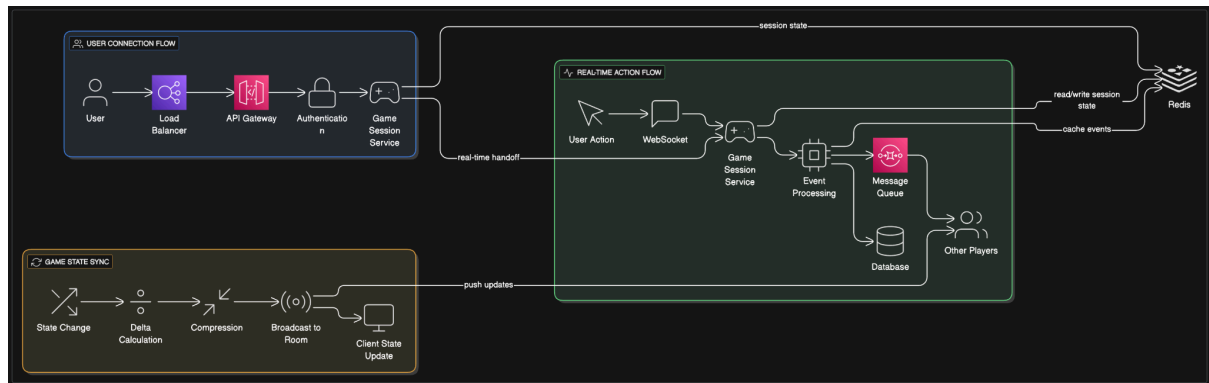 session state
USER CONNECTION FLOW
User
Load
Balancer
API Gateway
Authenticatio
n
Game
Session
Service
REAL-TIME ACTION FLOW
User Action
WebSocket
Game
Session
Service
Event
Processing
Message
Queue
Database
Other Players
read/write session
state
Redis
cache events
real-time handoff
GAME STATE SYNC
State Change
Delta
Calculation
Compression
Broadcast to
Room
Client State
Update
push updates